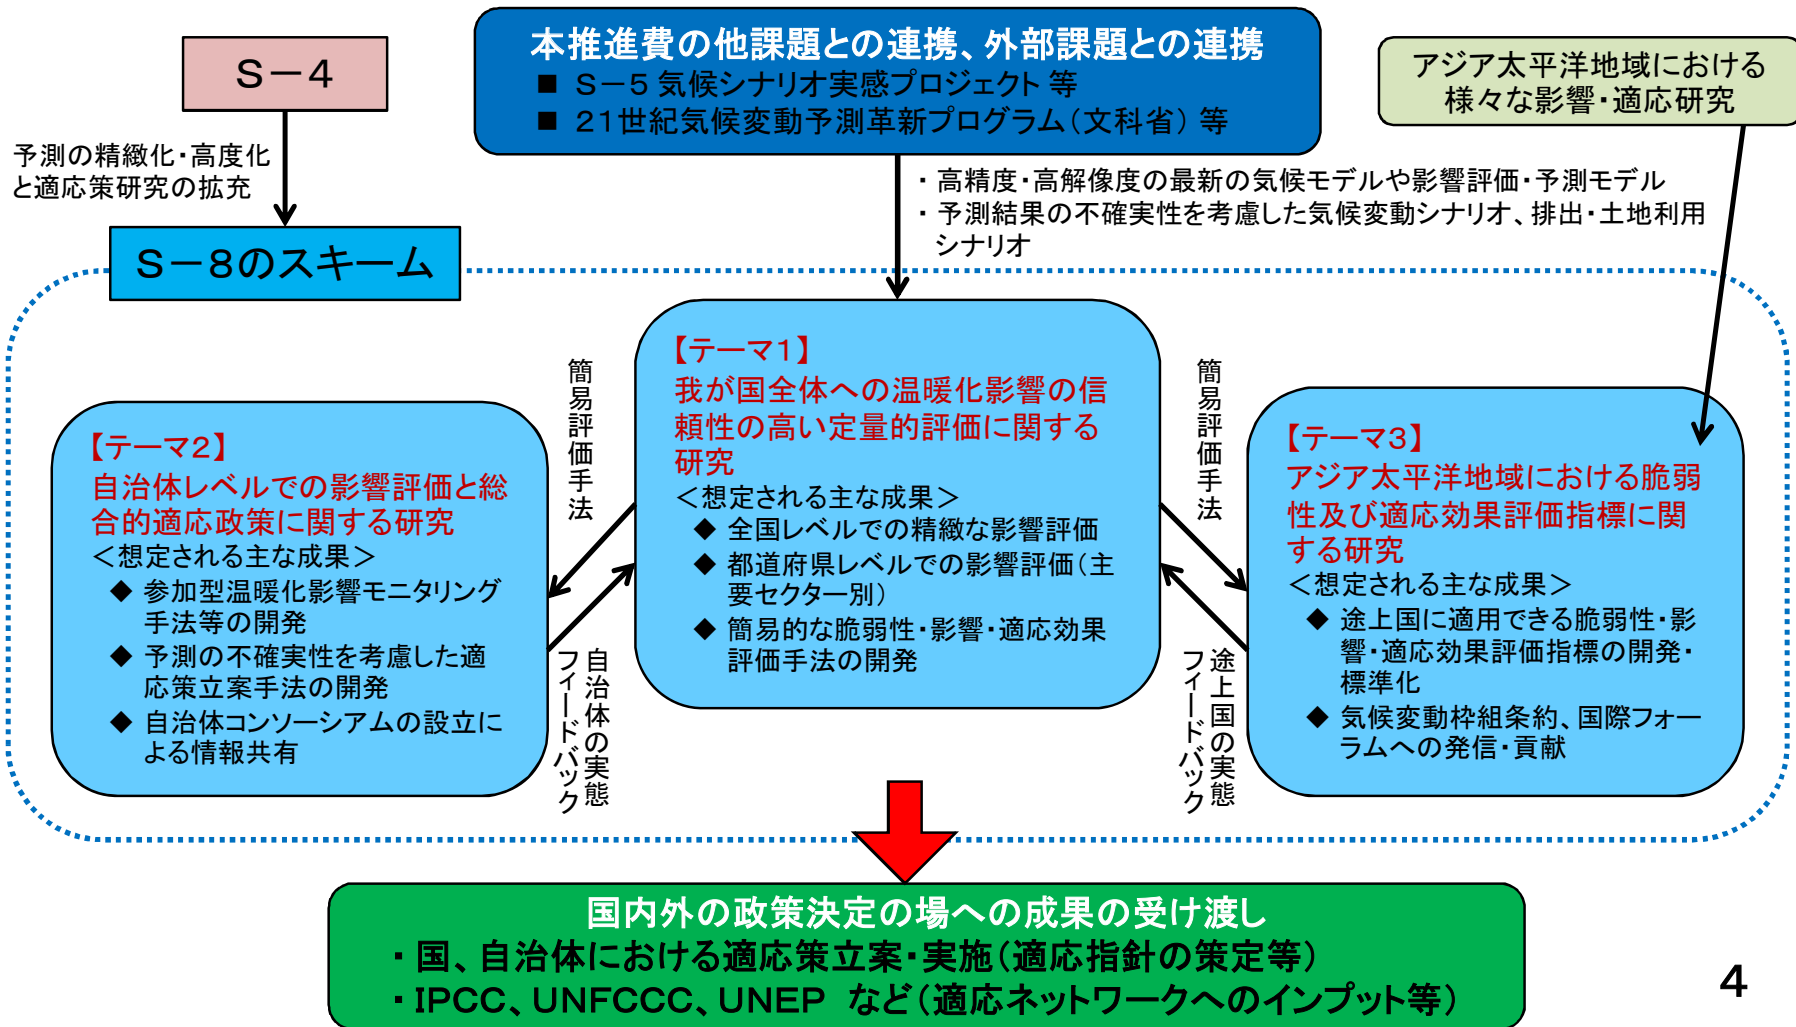 S－4
本推進費の他課題との連携、外部課題との連携
■ S－5 気候シナリオ実感プロジェクト 等
■ 21世紀気候変動予測革新プログラム（文科省） 等
アジア太平洋地域における
様々な影響・適応研究
予測の精緻化・高度化
と適応策研究の拡充
・高精度・高解像度の最新の気候モデルや影響評価・予測モデル
・予測結果の不確実性を考慮した気候変動シナリオ、排出・土地利用
シナリオ
S－8のスキーム
【テーマ1】
我が国全体への温暖化影響の信
頼性の高い定量的評価に関する
研究
＜想定される主な成果＞
◆ 全国レベルでの精緻な影響評価
◆ 都道府県レベルでの影響評価（主
要セクター別）
◆ 簡易的な脆弱性・影響・適応効果
評価手法の開発
簡易評価手法
簡易評価手法
【テーマ2】
自治体レベルでの影響評価と総
合的適応政策に関する研究
＜想定される主な成果＞
◆ 参加型温暖化影響モニタリング
手法等の開発
◆ 予測の不確実性を考慮した適
応策立案手法の開発
◆ 自治体コンソーシアムの設立に
よる情報共有
自治体の実態
フィードバック
途上国の実態
フィードバック
【テーマ3】
アジア太平洋地域における脆弱
性及び適応効果評価指標に関
する研究
＜想定される主な成果＞
◆ 途上国に適用できる脆弱性・影
響・適応効果評価指標の開発・
標準化
◆ 気候変動枠組条約、国際フォー
ラムへの発信・貢献
国内外の政策決定の場への成果の受け渡し
・国、自治体における適応策立案・実施（適応指針の策定等）
・IPCC、UNFCCC、UNEP など（適応ネットワークへのインプット等）
4